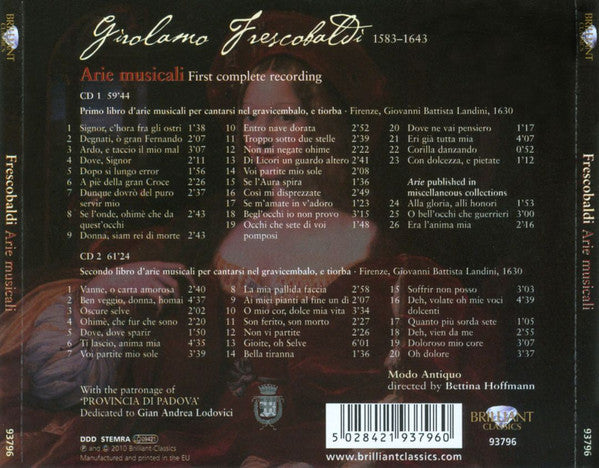 Girolamo Frescobaldi 1583–1643
Arie musicali First complete recording
CD 1 59'44
Primo libro d'arie musicali per cantarsi nel gravicembalo, e tiorba · Firenze, Giovanni Battista Landini, 1630
1 Signor, c'hora fra gli ostri 1'38
2 Degnati, ò gran Fernando 2'07
3 Ardo, e taccio il mio mal 3'07
4 Dove, Signor 2'11
5 Dopo si lungo error 1'56
6 A piè della gran Croce 2'26
7 Dunque dovrò del puro
servir mio 2'37
8 Se l'onde, ohimè che da
quest'occhi 2'43
9 Donna, siam rei di morte 2'43
10 Entro nave dorata 2'52
11 Troppo sotto due stelle 2'39
12 Non mi negate ohime 2'22
13 Di Licori un guardo altero 2'41
14 Voi partite mio sole 2'08
15 Se l'Aura spira 1'31
16 Così mi disprezzate 2'49
17 Se m'amate in v'adoro 1'23
18 Begl'occhi io non provo 3'15
19 Occhi che sete di voi
pomposi 2'44
20 Dove ne vai pensiero 1'17
21 Eri già tutta mia 4'07
22 Corilla danzando 0'52
23 Con dolcezza, e pietate 1'12
Arie published in
miscellaneous collections
24 Alla gloria, alli honori 1'53
25 O bell'occhi che guerrieri 3'00
26 Era l'anima mia 2'16
CD 2 61'24
Secondo libro d'arie musicali per cantarsi nel gravicembalo, e tiorba · Firenze, Giovanni Battista Landini, 1630
1 Vanne, o carta amorosa 2'40
2 Ben veggio, donna, homai 4'37
3 Oscure selve 2'02
4 Ohimè, che fur che sono 2'20
5 Dove, dove sparir 1'50
6 Ti lascio, anima mia 4'35
7 Voi partite mio sole 3'39
8 La mia pallida faccia 2'58
9 Ai miei pianti al fine un dì 2'07
10 O mio cor, dolce mia vita 3'34
11 Son ferito, son morto 2'27
12 Non vi partite 2'26
13 Gioite, oh Selve 6'01
14 Bella tiranna 1'36
15 Soffrir non posso 3'03
16 Deh, volate oh mie voci 4'39
dolcenti
17 Quanto più sorda sete 1'05
18 Deh, vien da me 2'55
19 Doloroso mio core 3'07
20 Oh dolore 3'37
Modo Antiquo
directed by Bettina Hoffmann
With the patronage of
"PROVINCIA DI PADOVA"
Dedicated to Gian Andrea Lodovici
DDD STEMRA 09421
℗ and © 2010 Brilliant Classics
Manufactured and printed in the EU
5 028421 937960
www.brilliantclassics.com
BRILLIANT
CLASSICS
93796
BRILLIANT
CLASSICS
Frescobaldi Arie musicali
93796
BRILLIANT
CLASSICS
Frescobaldi Arie musicali
93796